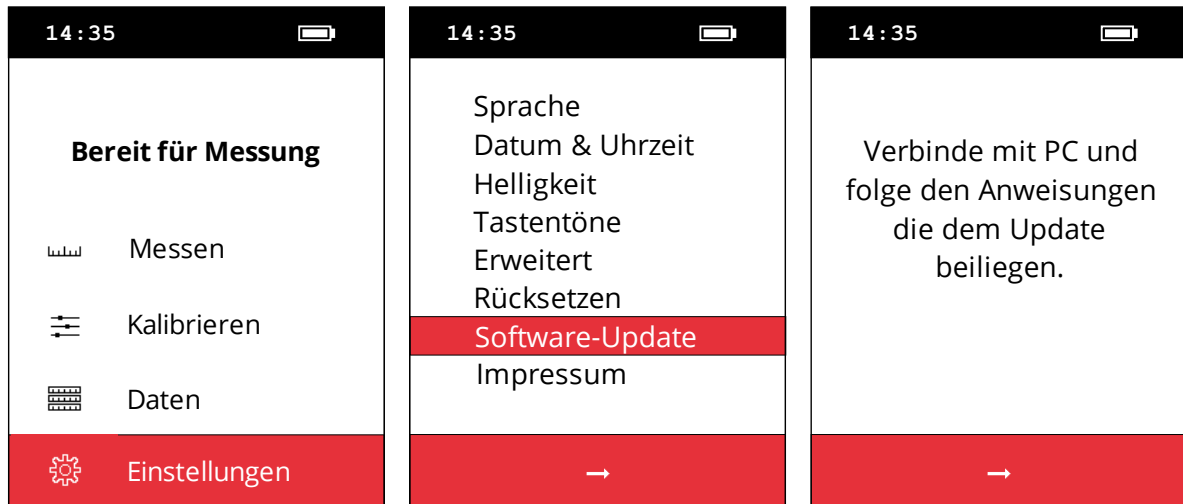 14:35
Bereit für Messung
Messen
Kalibrieren
Daten
Einstellungen
14:35
Sprache
Datum & Uhrzeit
Helligkeit
Tastentöne
Erweitert
Rücksetzen
Software-Update
Impressum
→
14:35
Verbinde mit PC und
folge den Anweisungen
die dem Update
beiliegen.
→